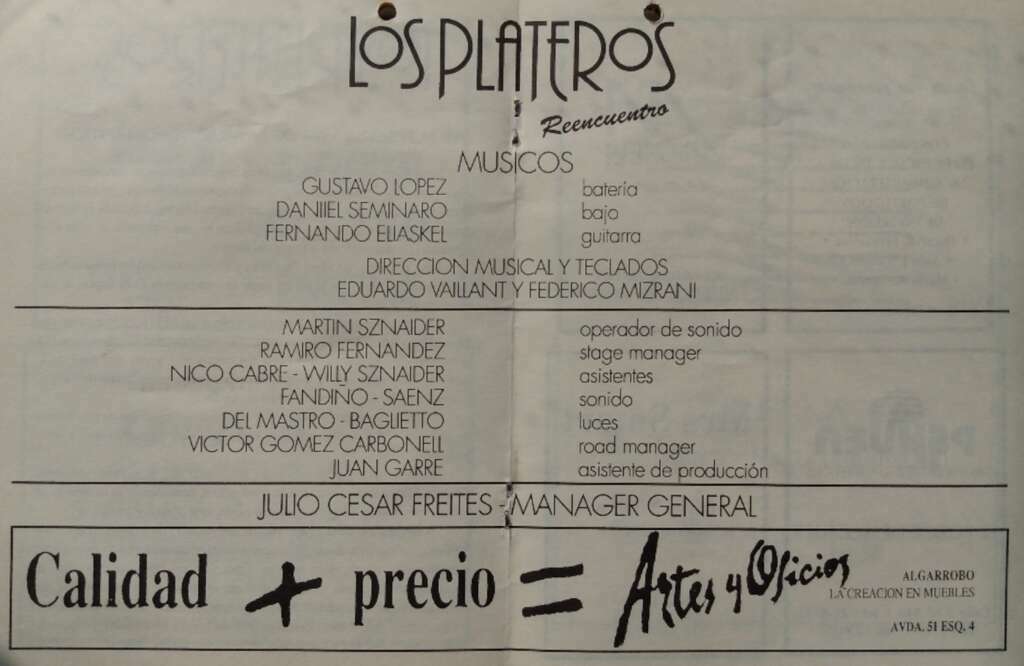 LOS PLATEROS
Reencuentro
MUSICOS
GUSTAVO LOPEZ batería
DANIIEL SEMINARO bajo
FERNANDO ELIASKEL guitarra
DIRECCION MUSICAL Y TECLADOS
EDUARDO VAILLANT Y FEDERICO MIZRANI
MARTIN SZNAIDER operador de sonido
RAMIRO FERNANDEZ stage manager
NICO CABRE - WILLY SZNAIDER asistentes
FANDIÑO - SAENZ sonido
DEL MASTRO - BAGLIETTO luces
VICTOR GOMEZ CARBONELL road manager
JUAN GARRE asistente de producción
JULIO CESAR FREITES - MANAGER GENERAL
Calidad + precio = Artes y Oficios
ALGARROBO
LA CREACION EN MUEBLES
AVDA. 51 ESQ. 4